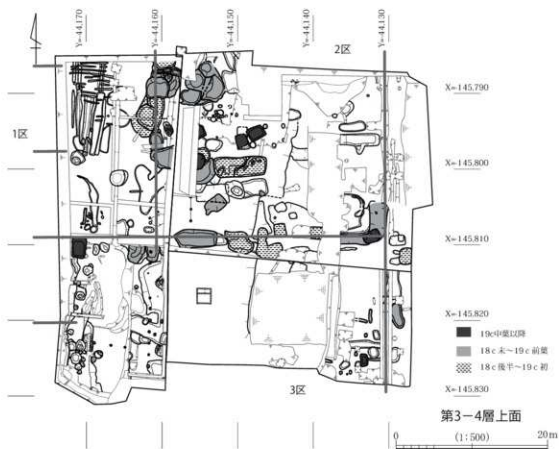 Y=-44.170
Y=-44.160
Y=-44.150
Y=-44.140
Y=-44.130
2区
1区
X=-145.790
X=-145.800
X=-145.810
X=-145.820
19c中葉以降
18c末～19c前葉
18c後半～19c初
X=-145.830
3区
第3－4層上面
0 (1:500) 20m